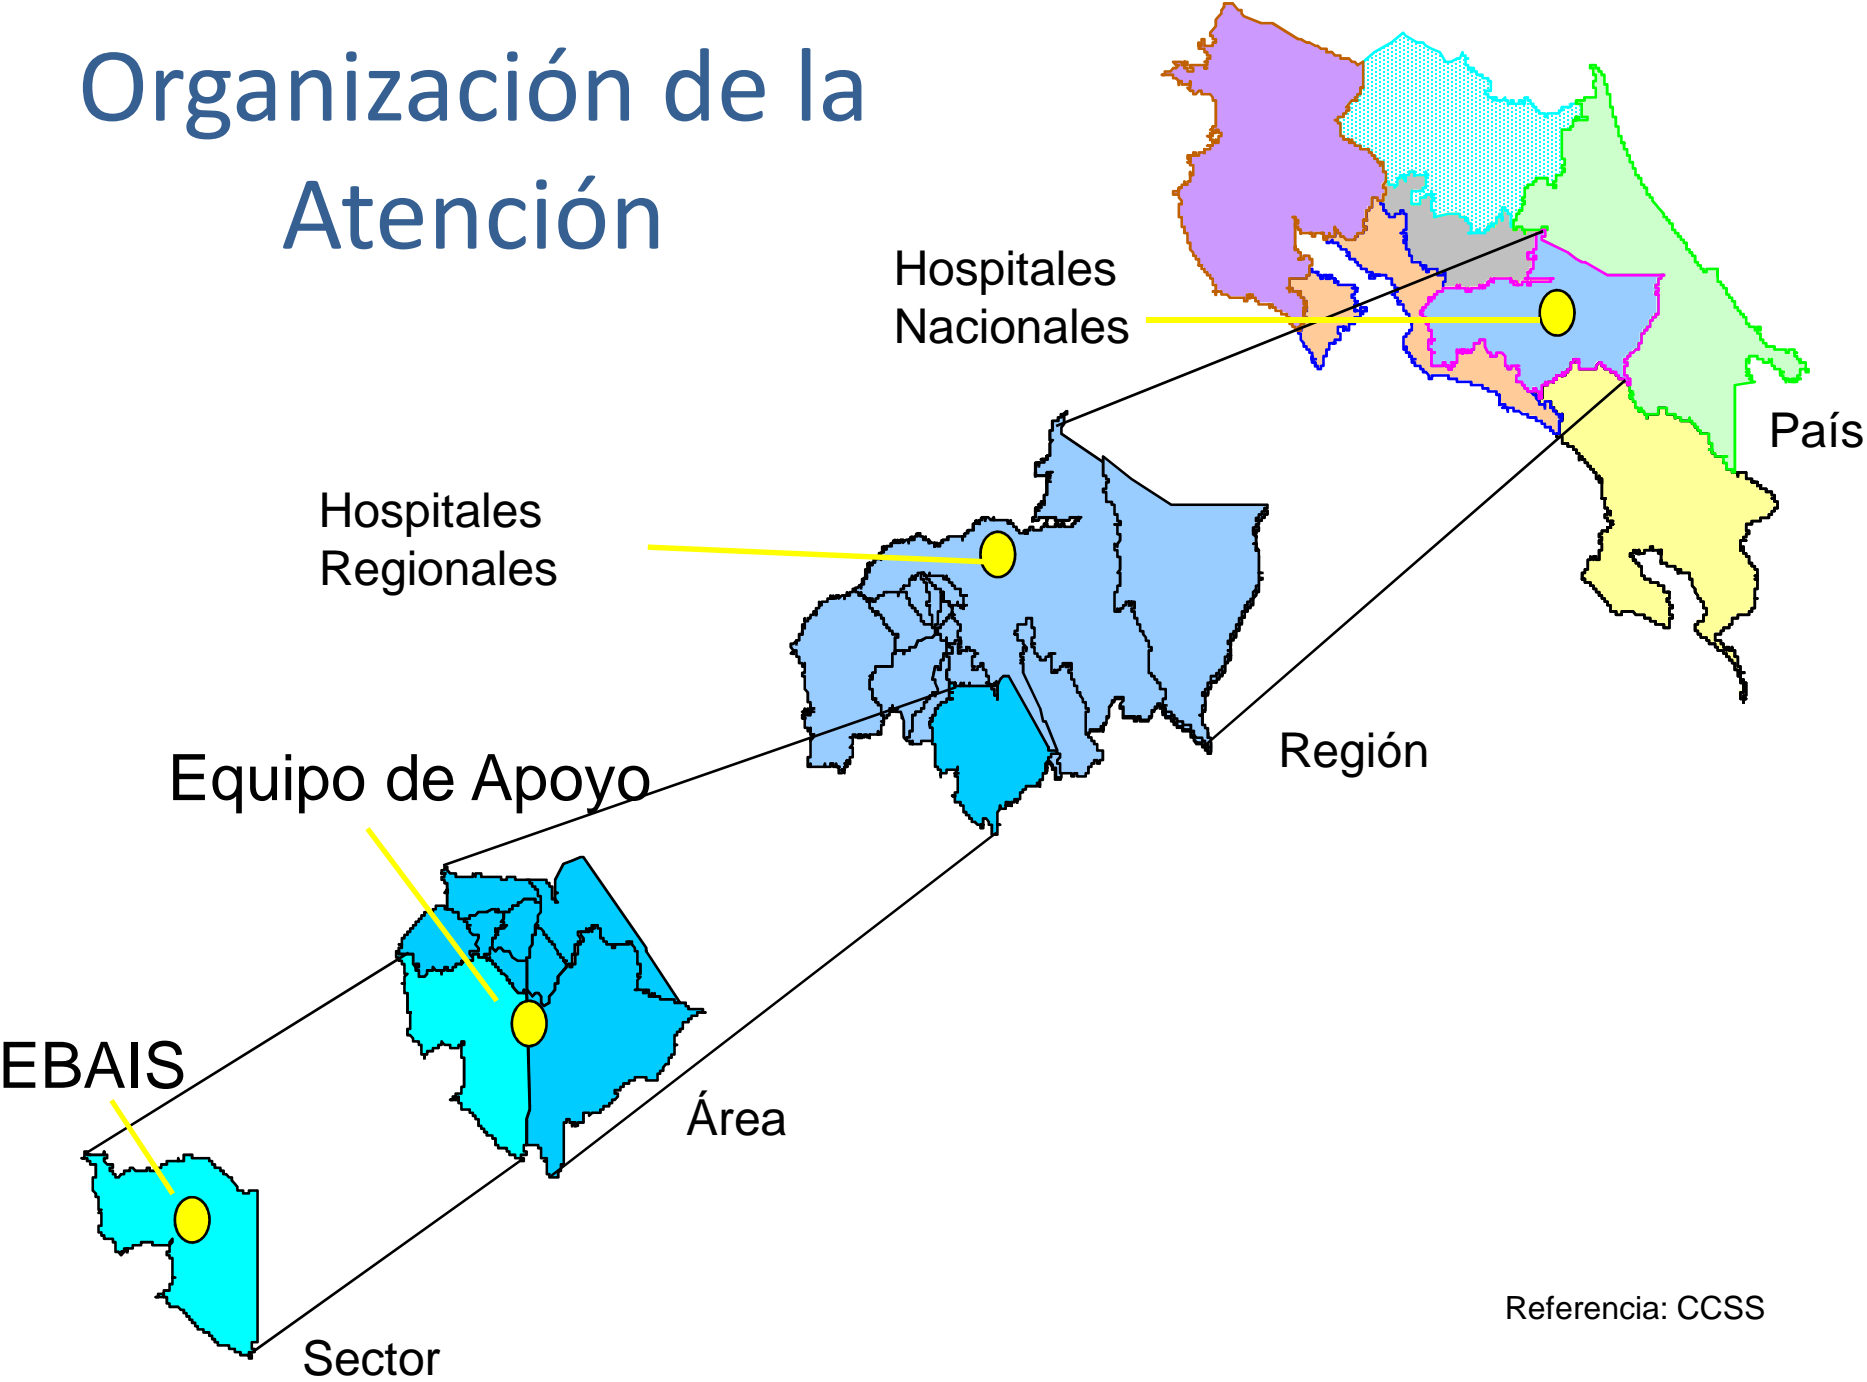 Organización de la
Atención
Hospitales
Nacionales
País
Hospitales
Regionales
Región
Equipo de Apoyo
Área
EBAIS
Sector
Referencia: CCSS